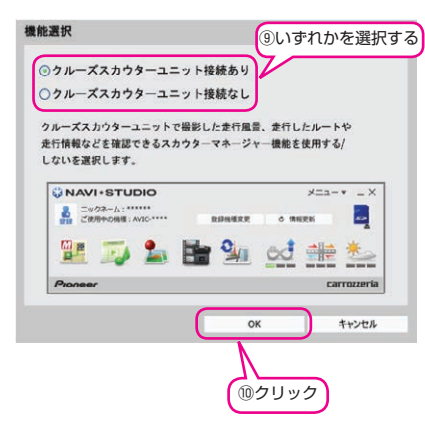 機能選択
⑨いずれかを選択する
クルーズスカウターユニット接続あり
クルーズスカウターユニット接続なし
クルーズスカウターユニットで撮影した走行風景、走行したルートや
走行情報などを確認できるスカウターマネージャー機能を使用する/
しないを選択します。
NAVI*STUDIO
メニュー
ニックネーム:******
ご使用中の機種:AVIC-****
登録機種変更
情報更新
登録
Pioneer
carrozzeria
OK
キャンセル
⑩クリック